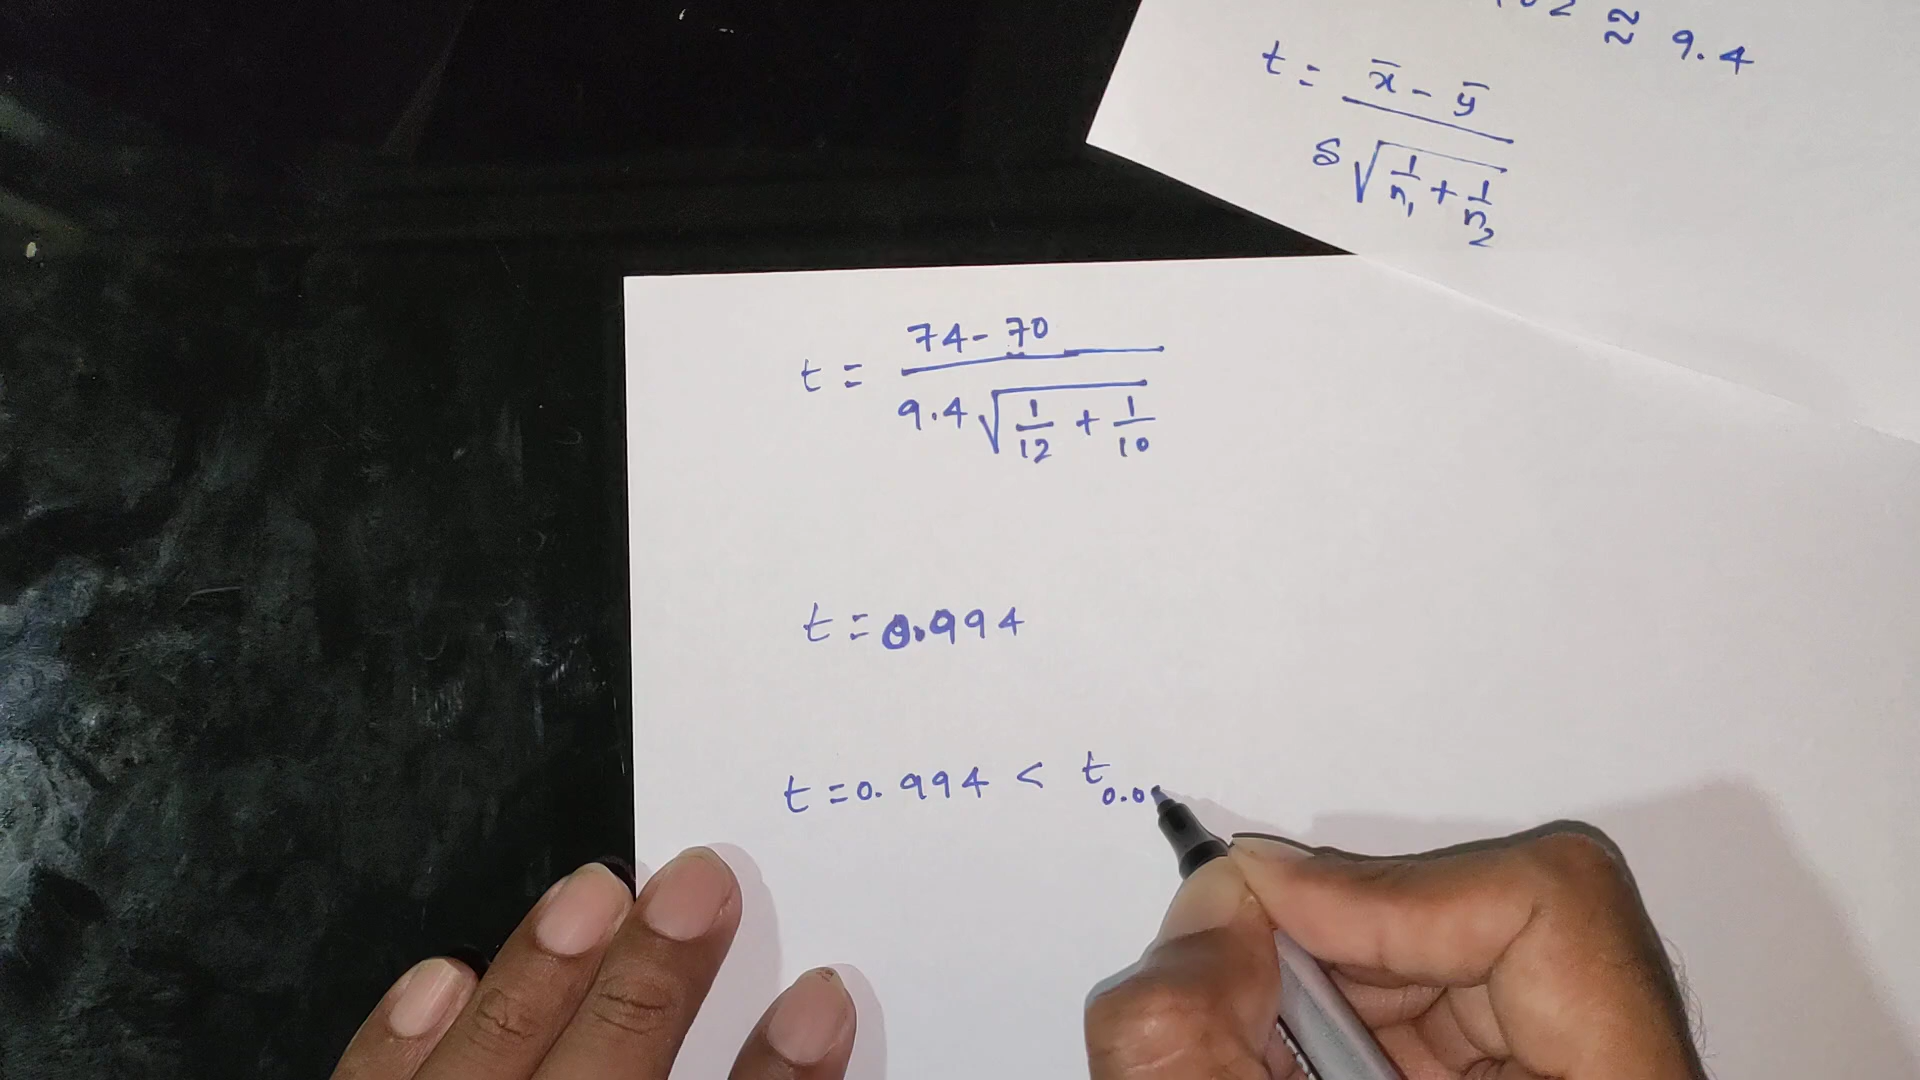 ≈ 9.4
t = x̄ - ȳ / S √(1/n₁ + 1/n₂)
t = 74 - 70 / 9.4 √(1/12 + 1/10)
t = 0.994
t = 0.994 < t 0.0